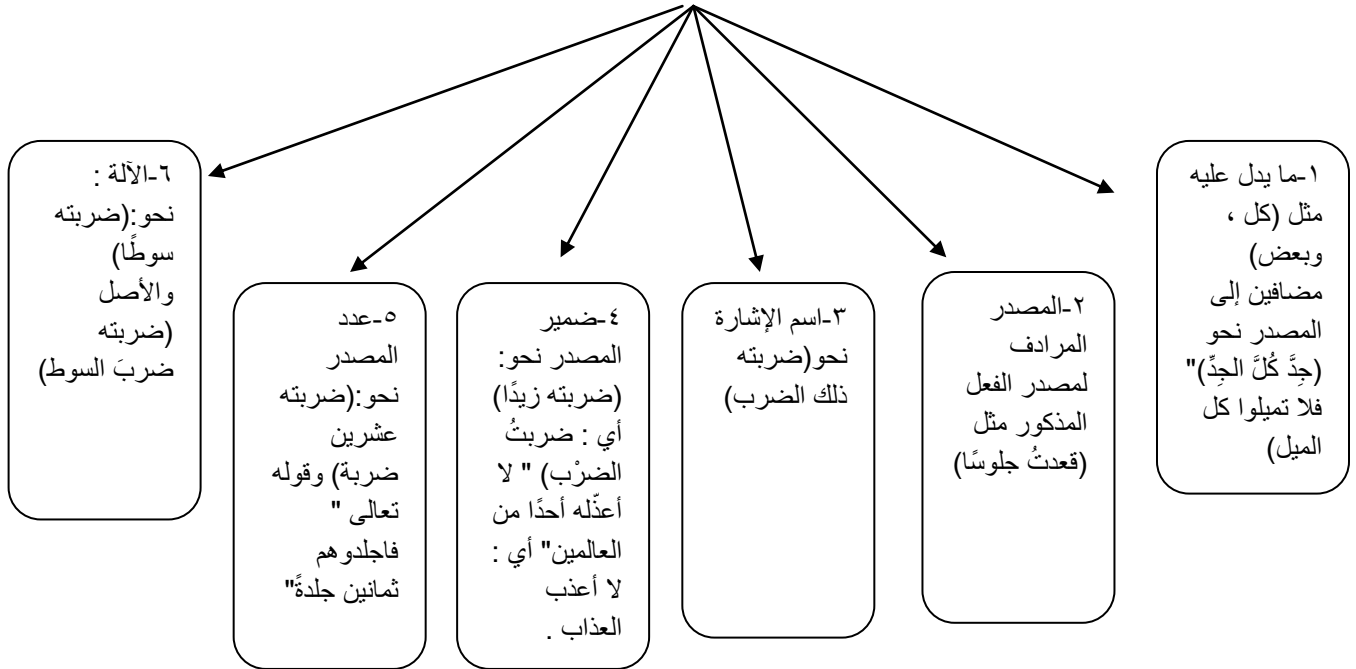 ١-ما يدل عليه
مثل (كل ،
وبعض)
مضافين إلى
المصدر نحو
(جِدَّ كُلَّ الجِدِّ)"
فلا تميلوا كل
الميل)
٢-المصدر
المرادف
لمصدر الفعل
المذكور مثل
(قعدتُ جلوسًا)
٣-اسم الإشارة
نحو(ضربته
ذلك الضرب)
٤-ضمير
المصدر نحو:
(ضربته زيدًا)
أي : ضربتُ
الضرْب) " لا
أعذّله أحدًا من
العالمين" أي :
لا أعذب
العذاب .
٥-عدد
المصدر
نحو:(ضربته
عشرين
ضربة) وقوله
تعالى "
فاجلدوهم
ثمانين جلدةً"
٦-الآلة :
نحو:(ضربته
سوطًا)
والأصل
(ضربته
ضربَ السوط)